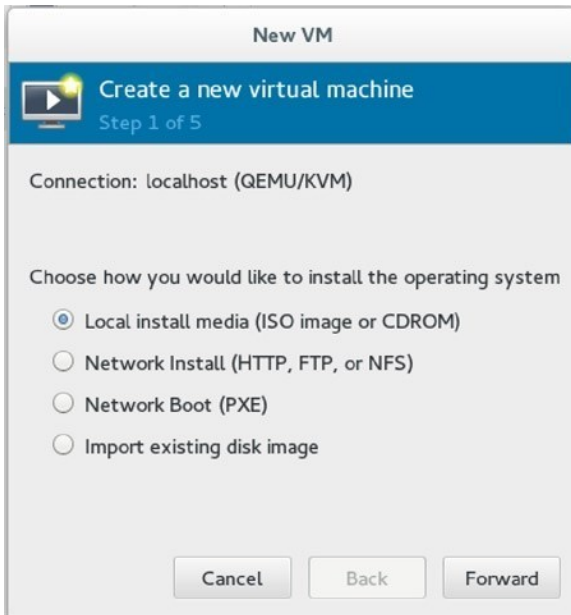 New VM
Create a new virtual machine
Step 1 of 5
Connection: localhost (QEMU/KVM)
Choose how you would like to install the operating system
Local install media (ISO image or CDROM)
Network Install (HTTP, FTP, or NFS)
Network Boot (PXE)
Import existing disk image
Cancel Back Forward